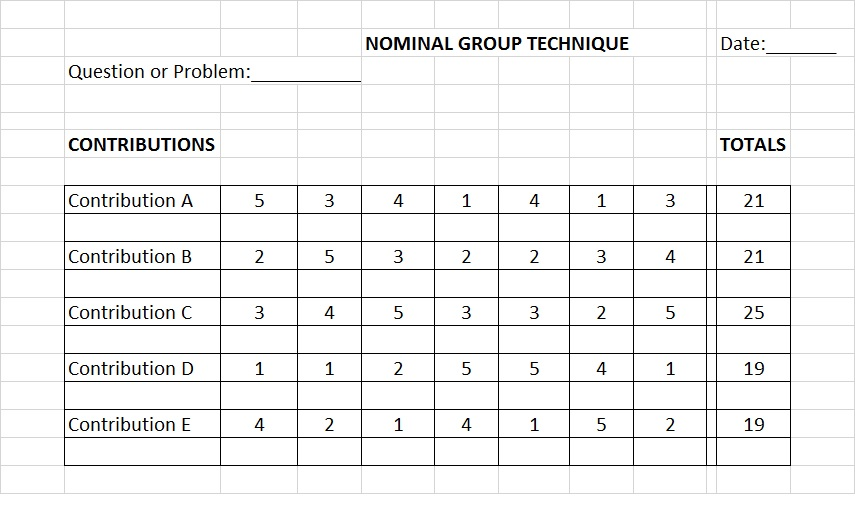 NOMINAL GROUP TECHNIQUE Date:_______
Question or Problem:___________
CONTRIBUTIONS TOTALS
Contribution A 5 3 4 1 4 1 3 21
Contribution B 2 5 3 2 2 3 4 21
Contribution C 3 4 5 3 3 2 5 25
Contribution D 1 1 2 5 5 4 1 19
Contribution E 4 2 1 4 1 5 2 19